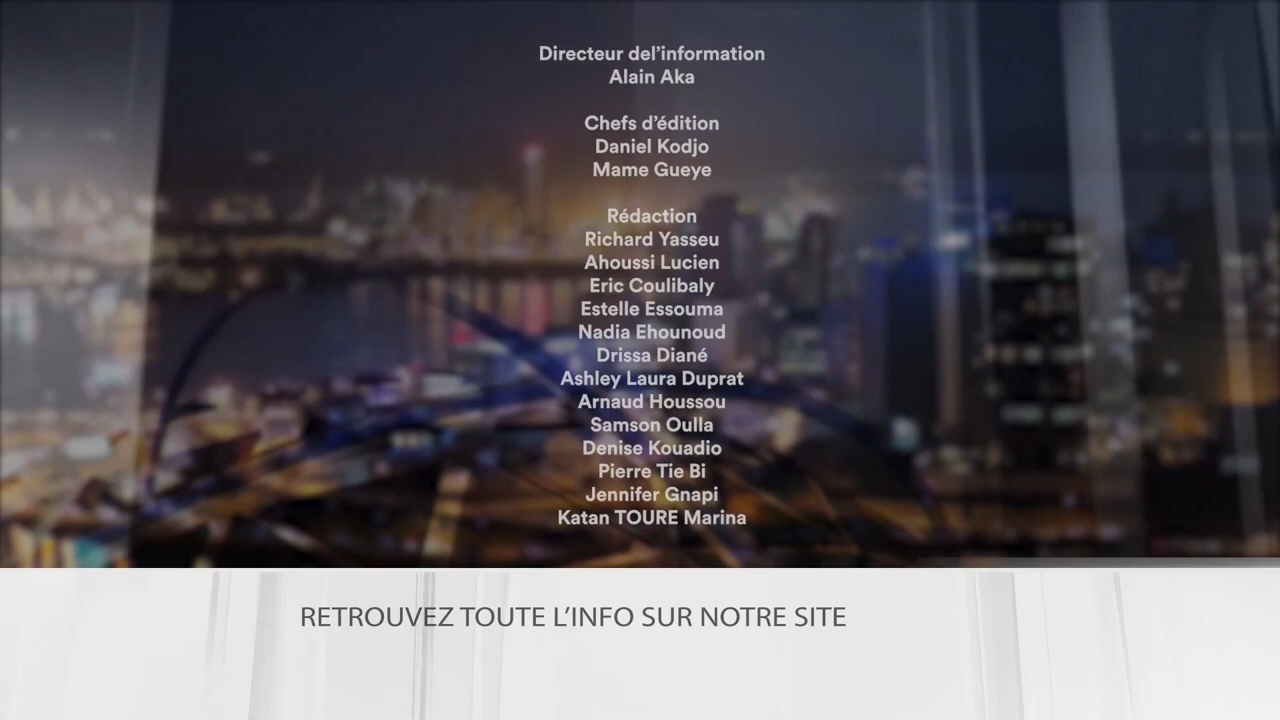 Directeur del’information
Alain Aka
Chefs d’édition
Daniel Kodjo
Mame Gueye
Rédaction
Richard Yasseu
Ahoussi Lucien
Eric Coulibaly
Estelle Essouma
Nadia Ehounoud
Drissa Diané
Ashley Laura Duprat
Arnaud Houssou
Samson Oulla
Denise Kouadio
Pierre Tie Bi
Jennifer Gnapi
Katan TOURE Marina
RETROUVEZ TOUTE L’INFO SUR NOTRE SITE